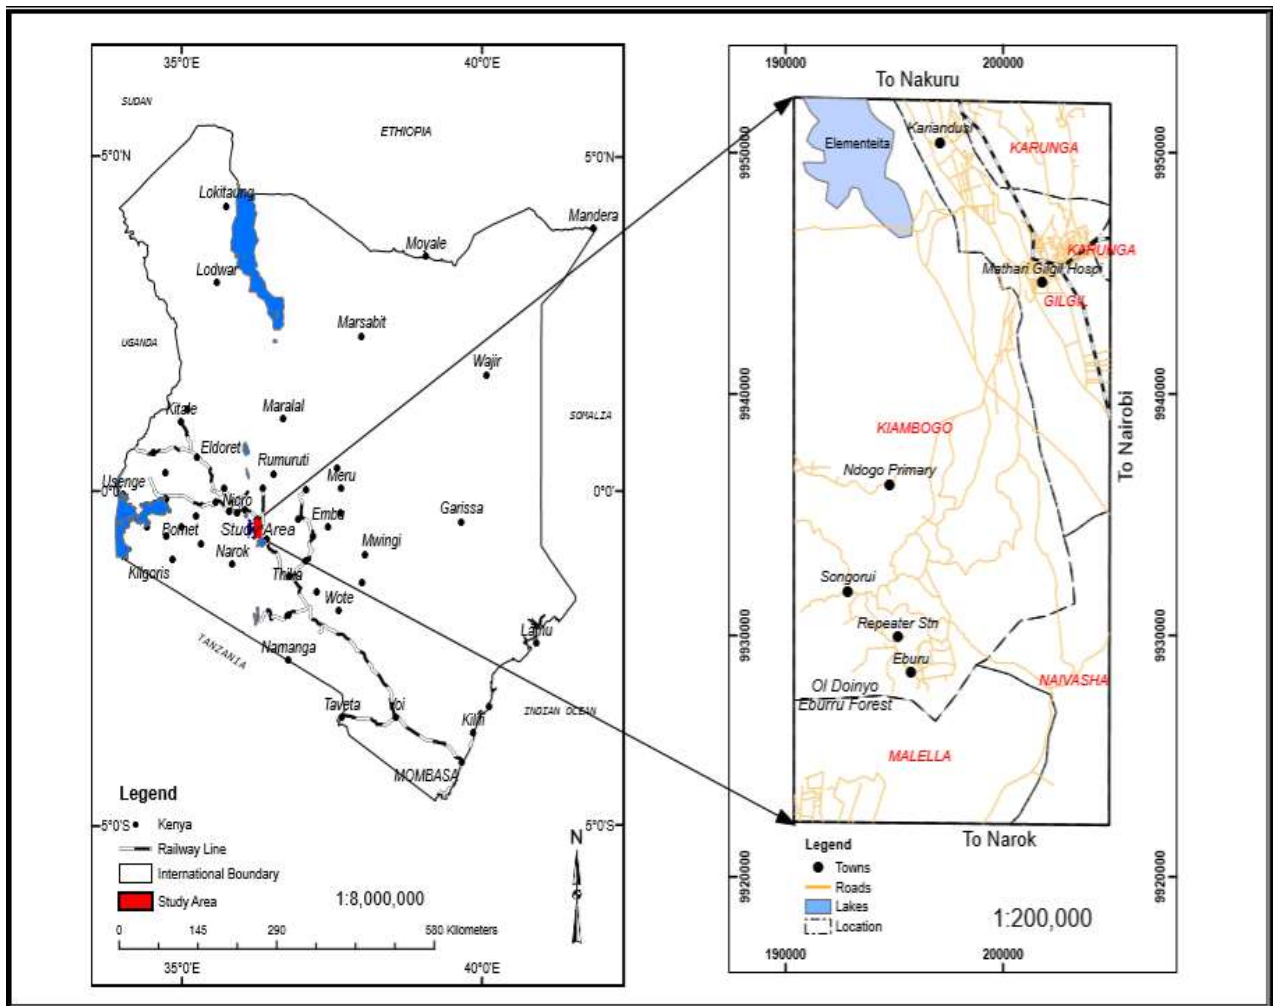 35°0'E
40°0'E
SUDAN
ETHIOPIA
5°0'N
5°0'N
Lokitaung
Mandera
Moyale
Lodwar
Marsabit
UGANDA
Wajir
Kitale
Maralal
SOMALIA
Eldoret
Rumuruti
Meru
Usenge
0°0'
0°0'
Njoro
Garissa
Embu
Bomet
Study Area
Mwingi
Narok
Kilgoris
Thika
Wote
Lamu
TANZANIA
Namanga
Taveta
Voi
Kilifi
INDIAN OCEAN
MOMBASA
Legend
5°0'S
5°0'S
Kenya
Railway Line
International Boundary
Study Area
1:8,000,000
N
0 145 290 580 Kilometers
35°0'E
40°0'E
190000
200000
To Nakuru
Kariandusi
Elementeita
KARUNGA
9950000
9950000
KARUNGA
Mathari Gilgil Hospi
GILGIL
9940000
9940000
To Nairobi
KIAMBOGO
Ndogo Primary
Songorui
Repeater Stn
9930000
9930000
Eburu
Ol Doinyo
Eburru Forest
NAIVASHA
MALELLA
To Narok
Legend
Towns
Roads
Lakes
Location
1:200,000
9920000
9920000
190000
200000